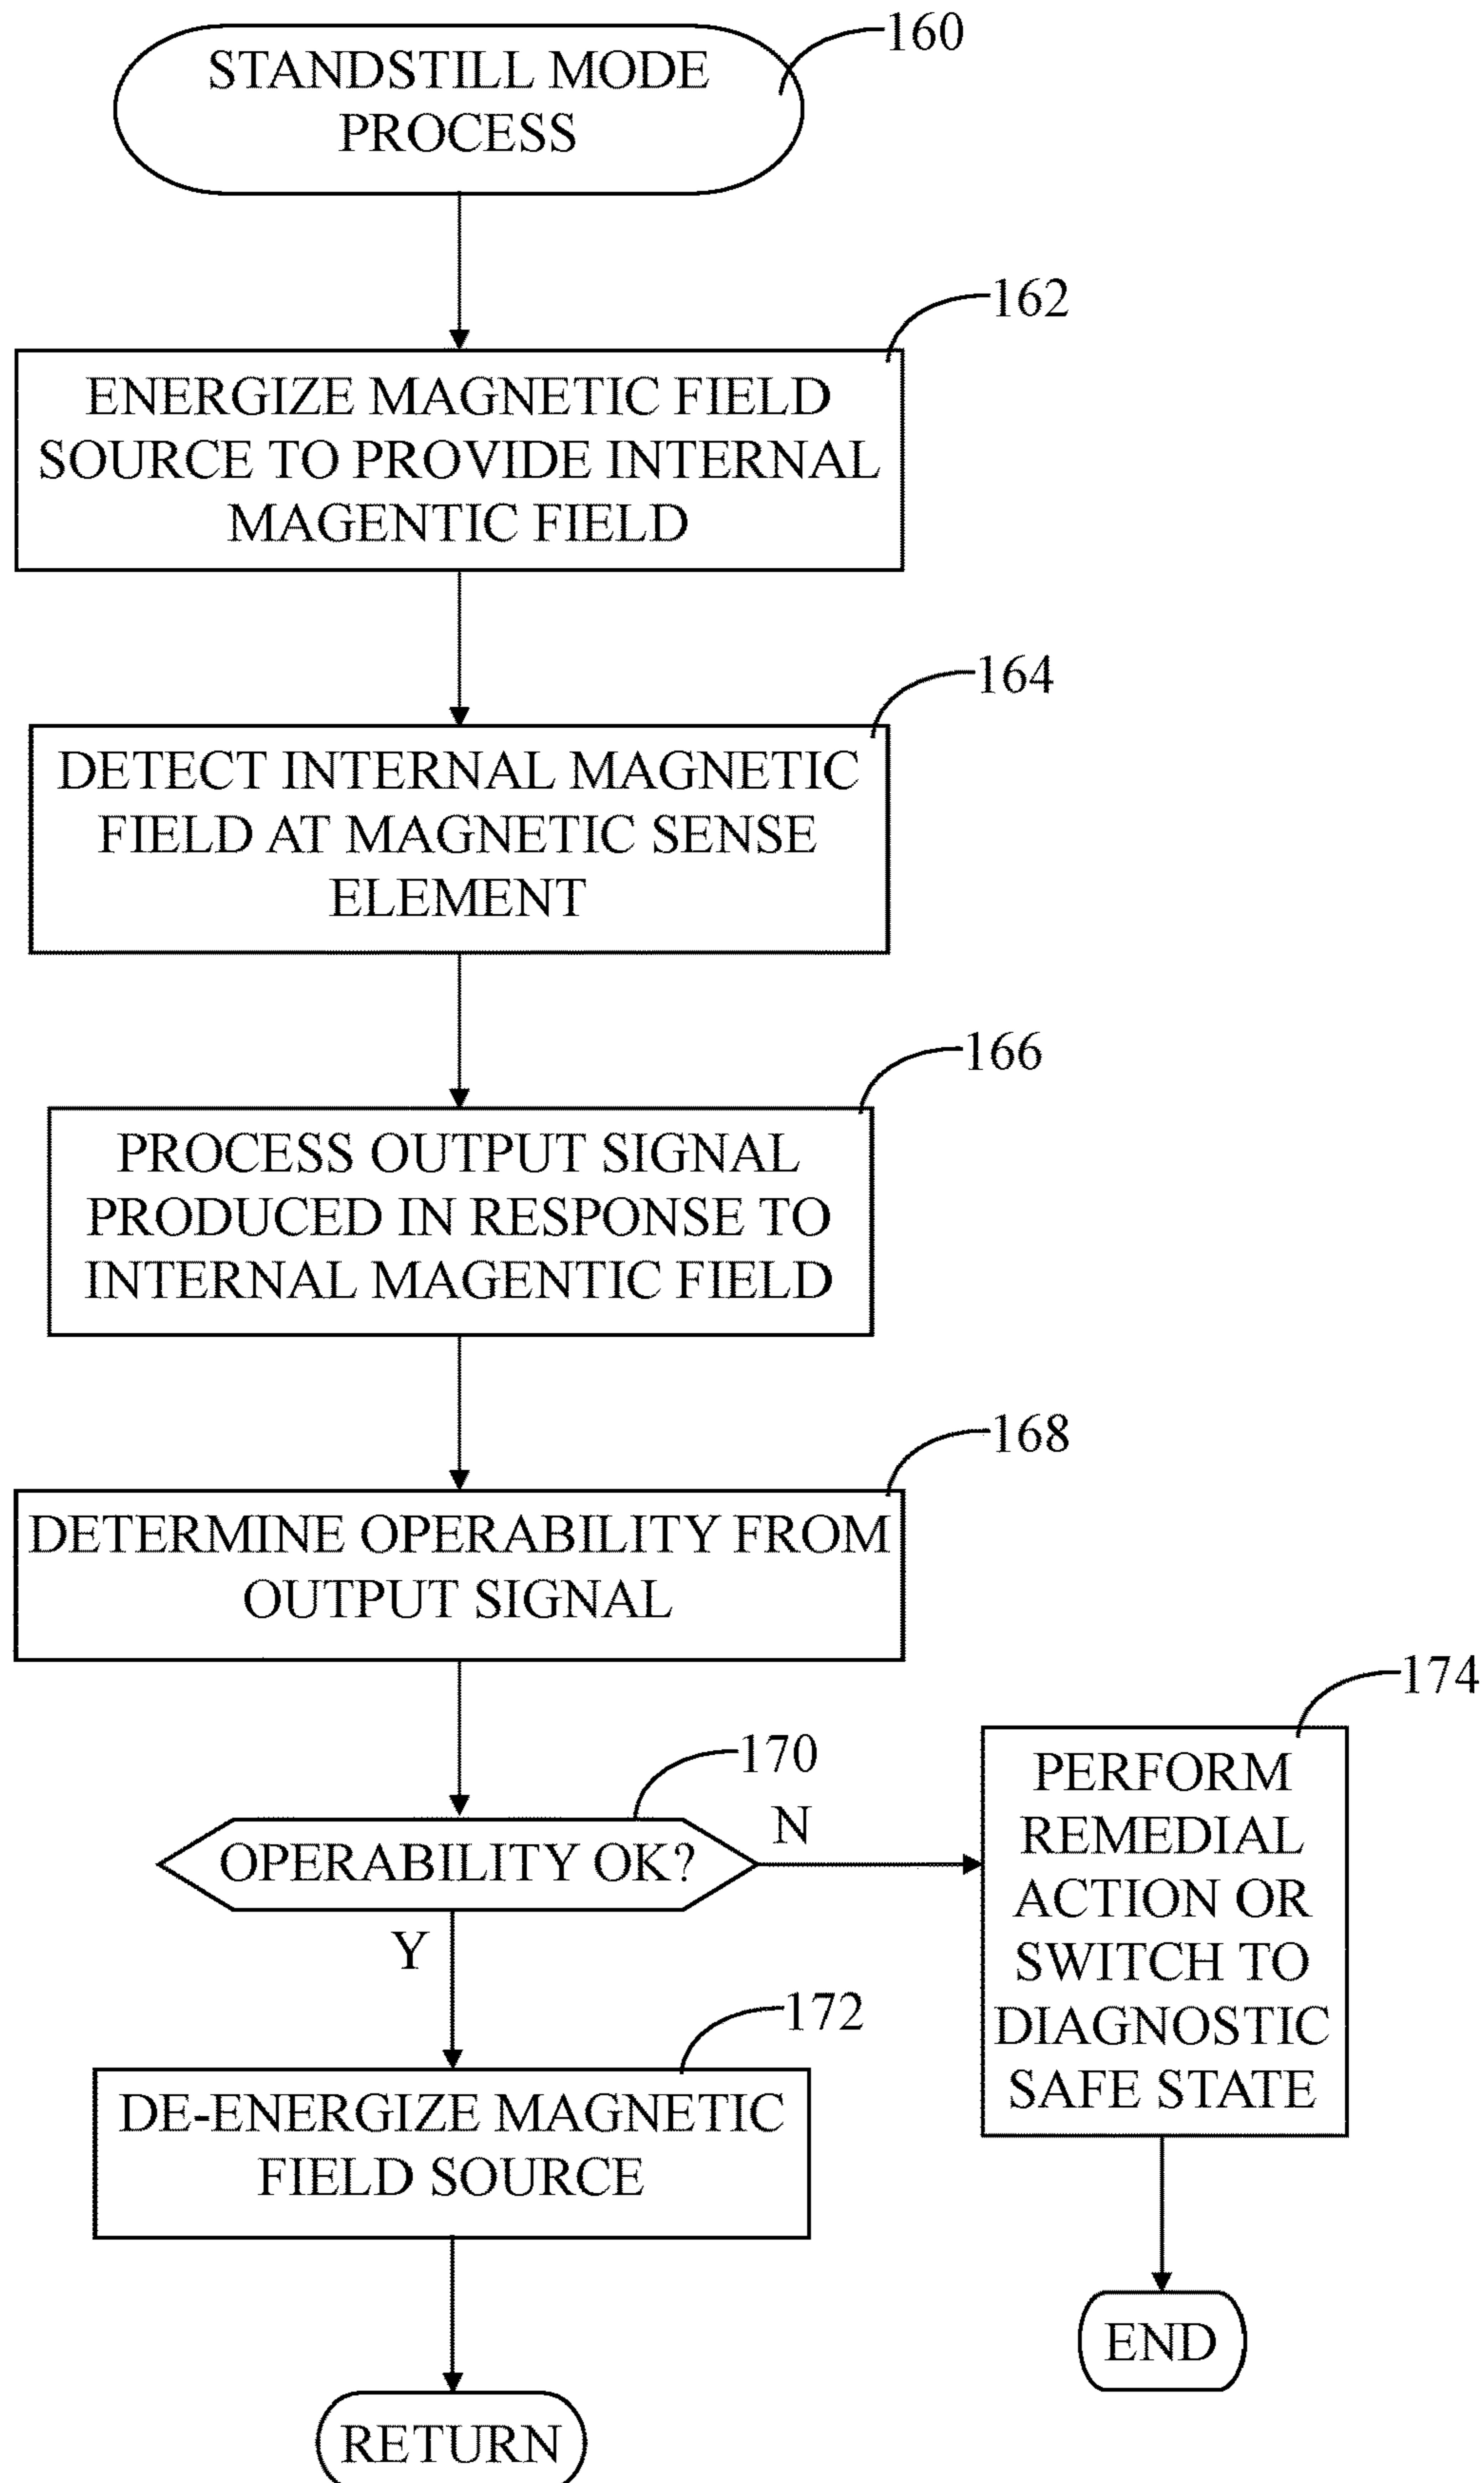 160
STANDSTILL MODE
PROCESS
162
ENERGIZE MAGNETIC FIELD
SOURCE TO PROVIDE INTERNAL
MAGENTIC FIELD
164
DETECT INTERNAL MAGNETIC
FIELD AT MAGNETIC SENSE
ELEMENT
166
PROCESS OUTPUT SIGNAL
PRODUCED IN RESPONSE TO
INTERNAL MAGENTIC FIELD
168
DETERMINE OPERABILITY FROM
OUTPUT SIGNAL
170
OPERABILITY OK?
N
Y
174
PERFORM
REMEDIAL
ACTION OR
SWITCH TO
DIAGNOSTIC
SAFE STATE
172
DE-ENERGIZE MAGNETIC
FIELD SOURCE
END
RETURN